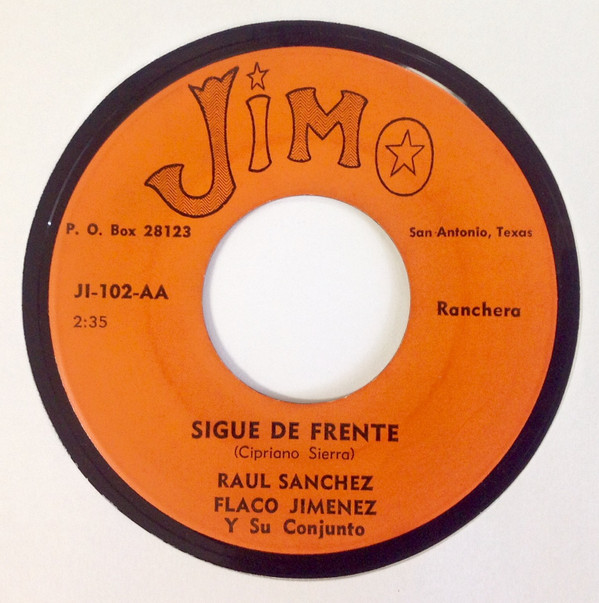 JiMO
P. O. Box 28123
San Antonio, Texas
JI-102-AA
2:35
Ranchera
SIGUE DE FRENTE
(Cipriano Sierra)
RAUL SANCHEZ
FLACO JIMENEZ
Y Su Conjunto